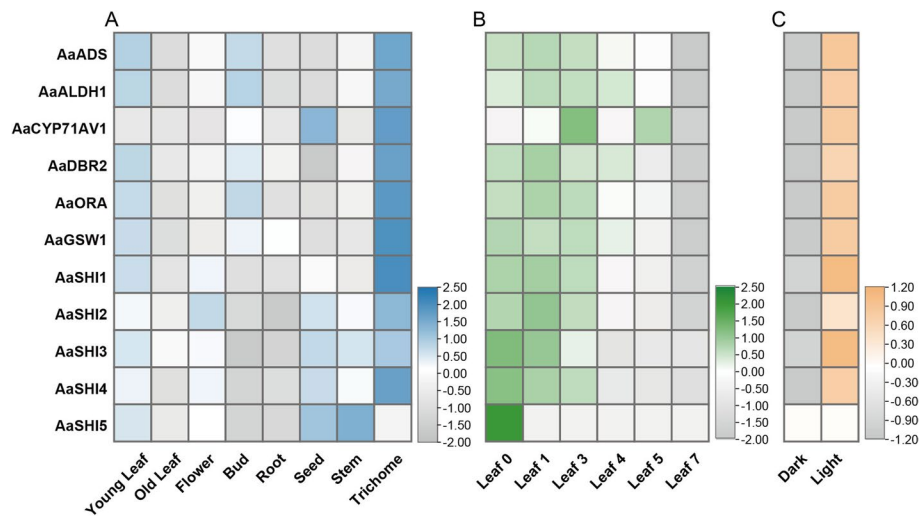 A
B
C
AaADS
AaALDH1
AaCYP71AV1
AaDBR2
AaORA
AaGSW1
AaSHI1
AaSHI2
AaSHI3
AaSHI4
AaSHI5
2.50
2.00
1.50
1.00
0.50
0.00
-0.50
-1.00
-1.50
-2.00
2.50
2.00
1.50
1.00
0.50
0.00
-0.50
-1.00
-1.50
-2.00
1.20
0.90
0.60
0.30
0.00
-0.30
-0.60
-0.90
-1.20
Young Leaf
Old Leaf
Flower
Bud
Root
Seed
Stem
Trichome
Leaf 0
Leaf 1
Leaf 3
Leaf 4
Leaf 5
Leaf 7
Dark
Light